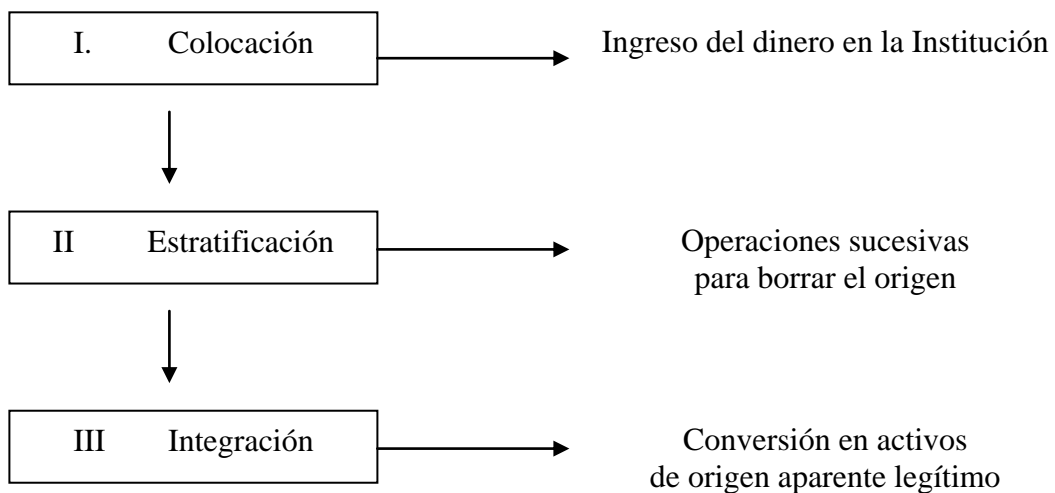 I. Colocación
Ingreso del dinero en la Institución
II Estratificación
Operaciones sucesivas
para borrar el origen
III Integración
Conversión en activos
de origen aparente legítimo